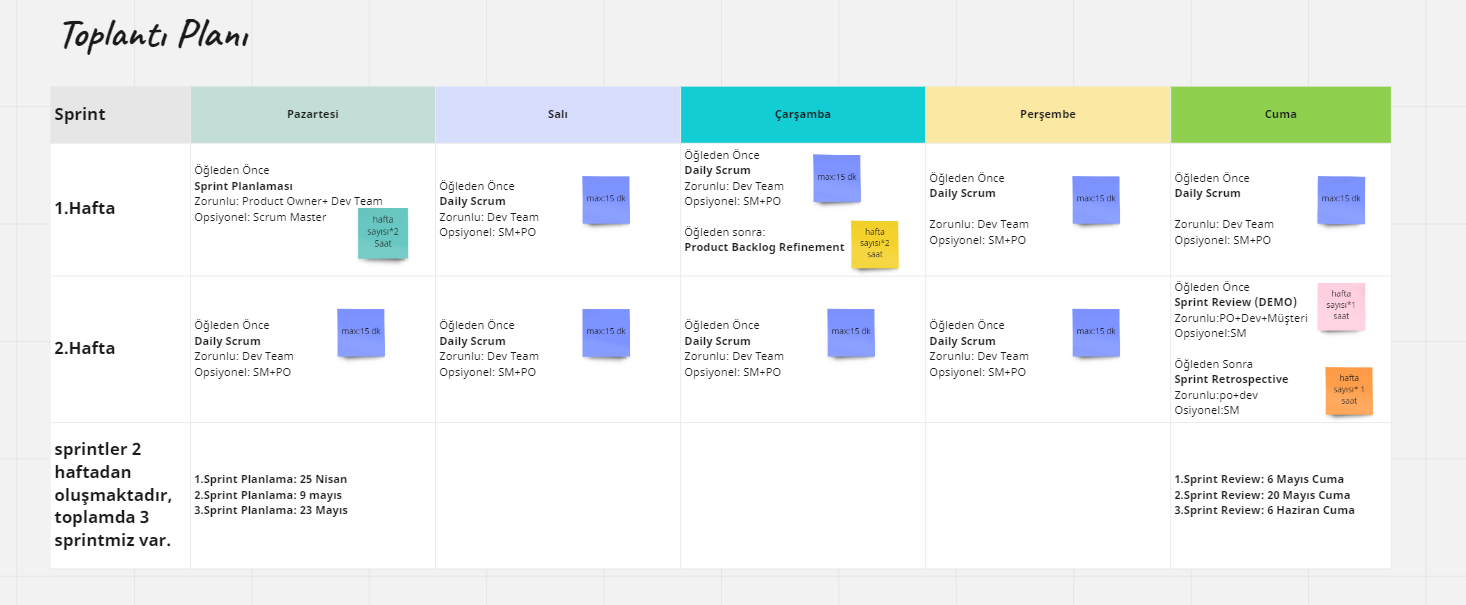 Toplantı Planı
Sprint
Pazartesi
Salı
Çarşamba
Perşembe
Cuma
1.Hafta
Öğleden Önce
Sprint Planlaması
Zorunlu: Product Owner+ Dev Team
Opsiyonel: Scrum Master
hafta
sayısı*2
Saat
Öğleden Önce
Daily Scrum
Zorunlu: Dev Team
Opsiyonel: SM+PO
max:15 dk
Öğleden Önce
Daily Scrum
Zorunlu: Dev Team
Opsiyonel: SM+PO
max:15 dk
Öğleden sonra:
Product Backlog Refinement
hafta
sayısı*2
saat
Öğleden Önce
Daily Scrum
Zorunlu: Dev Team
Opsiyonel: SM+PO
max:15 dk
Öğleden Önce
Daily Scrum
Zorunlu: Dev Team
Opsiyonel: SM+PO
max:15 dk
2.Hafta
Öğleden Önce
Daily Scrum
Zorunlu: Dev Team
Opsiyonel: SM+PO
max:15 dk
Öğleden Önce
Daily Scrum
Zorunlu: Dev Team
Opsiyonel: SM+PO
max:15 dk
Öğleden Önce
Daily Scrum
Zorunlu: Dev Team
Opsiyonel: SM+PO
max:15 dk
Öğleden Önce
Daily Scrum
Zorunlu: Dev Team
Opsiyonel: SM+PO
max:15 dk
Öğleden Önce
Sprint Review (DEMO)
Zorunlu:PO+Dev+Müşteri
Opsiyonel:SM
hafta
sayısı*1
saat
Öğleden Sonra
Sprint Retrospective
Zorunlu:po+dev
Osiyonel:SM
hafta
sayısı* 1
saat
sprintler 2
haftadan
oluşmaktadır,
toplamda 3
sprintmiz var.
1.Sprint Planlama: 25 Nisan
2.Sprint Planlama: 9 mayıs
3.Sprint Planlama: 23 Mayıs
1.Sprint Review: 6 Mayıs Cuma
2.Sprint Review: 20 Mayıs Cuma
3.Sprint Review: 6 Haziran Cuma